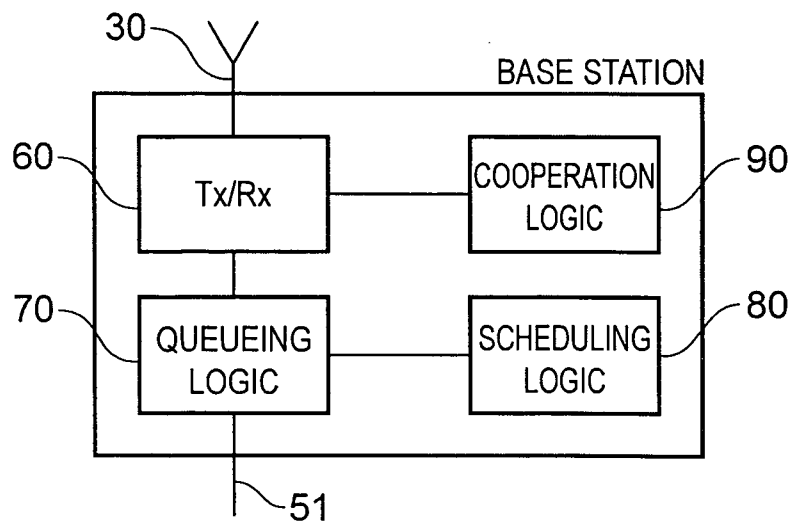 30
BASE STATION
60
Tx/Rx
COOPERATION
LOGIC
90
70
QUEUEING
LOGIC
SCHEDULING
LOGIC
80
51